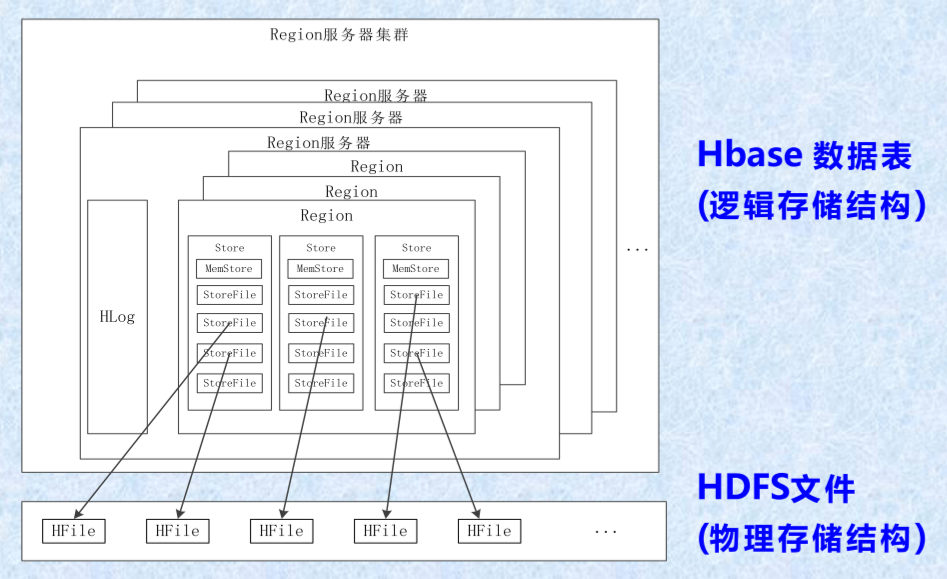 Region服务器集群
Region服务器
Region服务器
Region服务器
Region
Region
Region
HLog
Store
MemStore
StoreFile
StoreFile
StoreFile
StoreFile
Store
MemStore
StoreFile
StoreFile
StoreFile
StoreFile
Store
MemStore
StoreFile
StoreFile
StoreFile
StoreFile
...
Hbase 数据表
(逻辑存储结构)
HFile
HFile
HFile
HFile
HFile
...
HDFS文件
(物理存储结构)